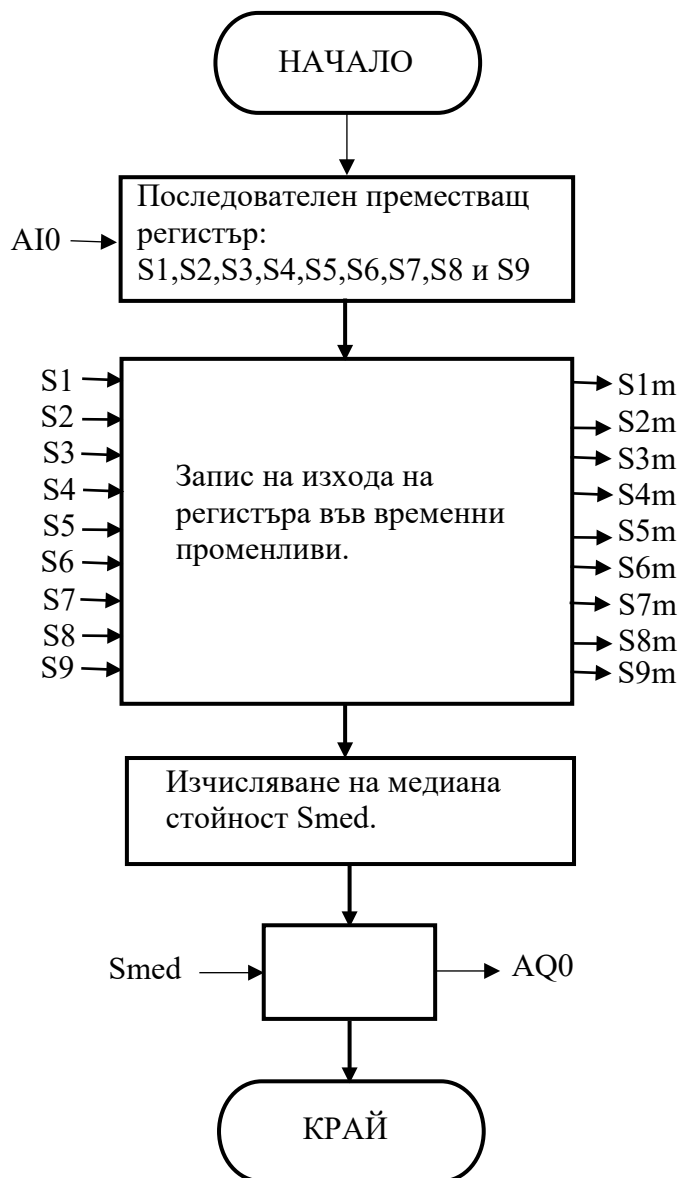 НАЧАЛО
Последователен преместващ
регистър:
S1,S2,S3,S4,S5,S6,S7,S8 и S9
AI0
S1
S2
S3
S4
S5
S6
S7
S8
S9
Запис на изхода на
регистъра във временни
променливи.
S1m
S2m
S3m
S4m
S5m
S6m
S7m
S8m
S9m
Изчисляване на медиана
стойност Smed.
Smed
AQ0
КРАЙ